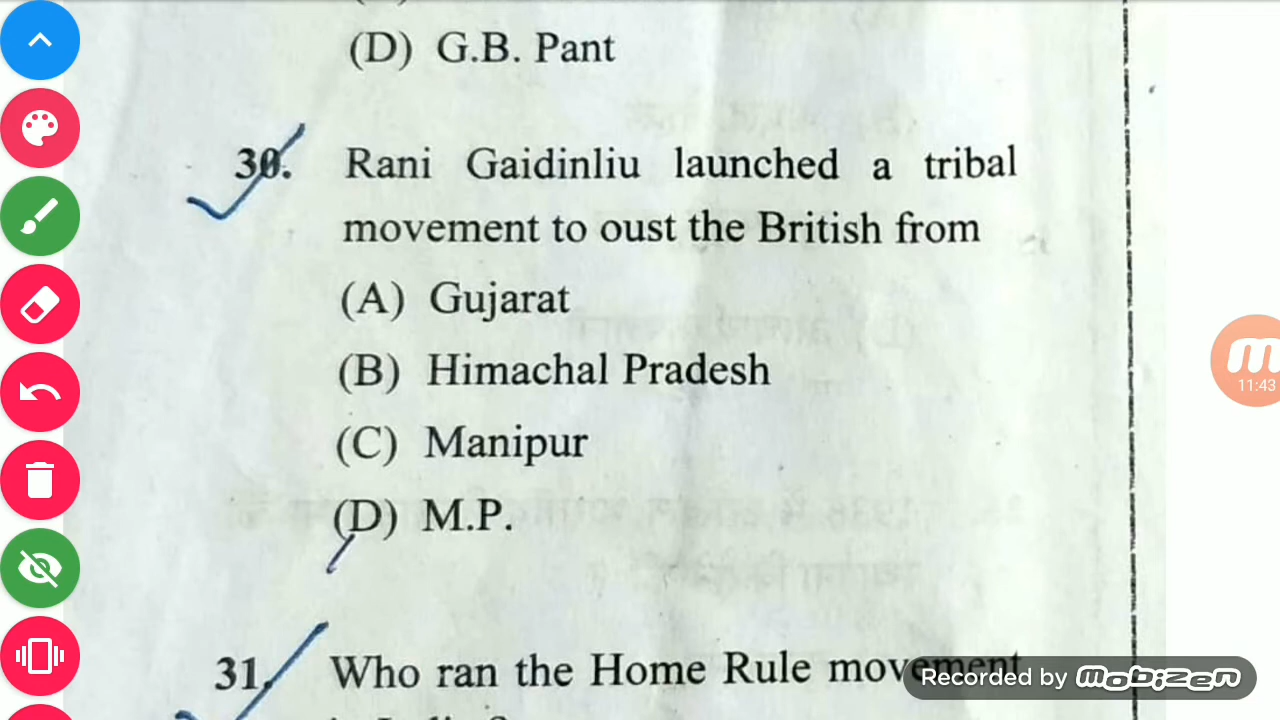 (D) G.B. Pant
30. Rani Gaidinliu launched a tribal
movement to oust the British from
(A) Gujarat
(B) Himachal Pradesh
(C) Manipur
(D) M.P.
11:43
31. Who ran the Home Rule movement
Recorded by mobizen